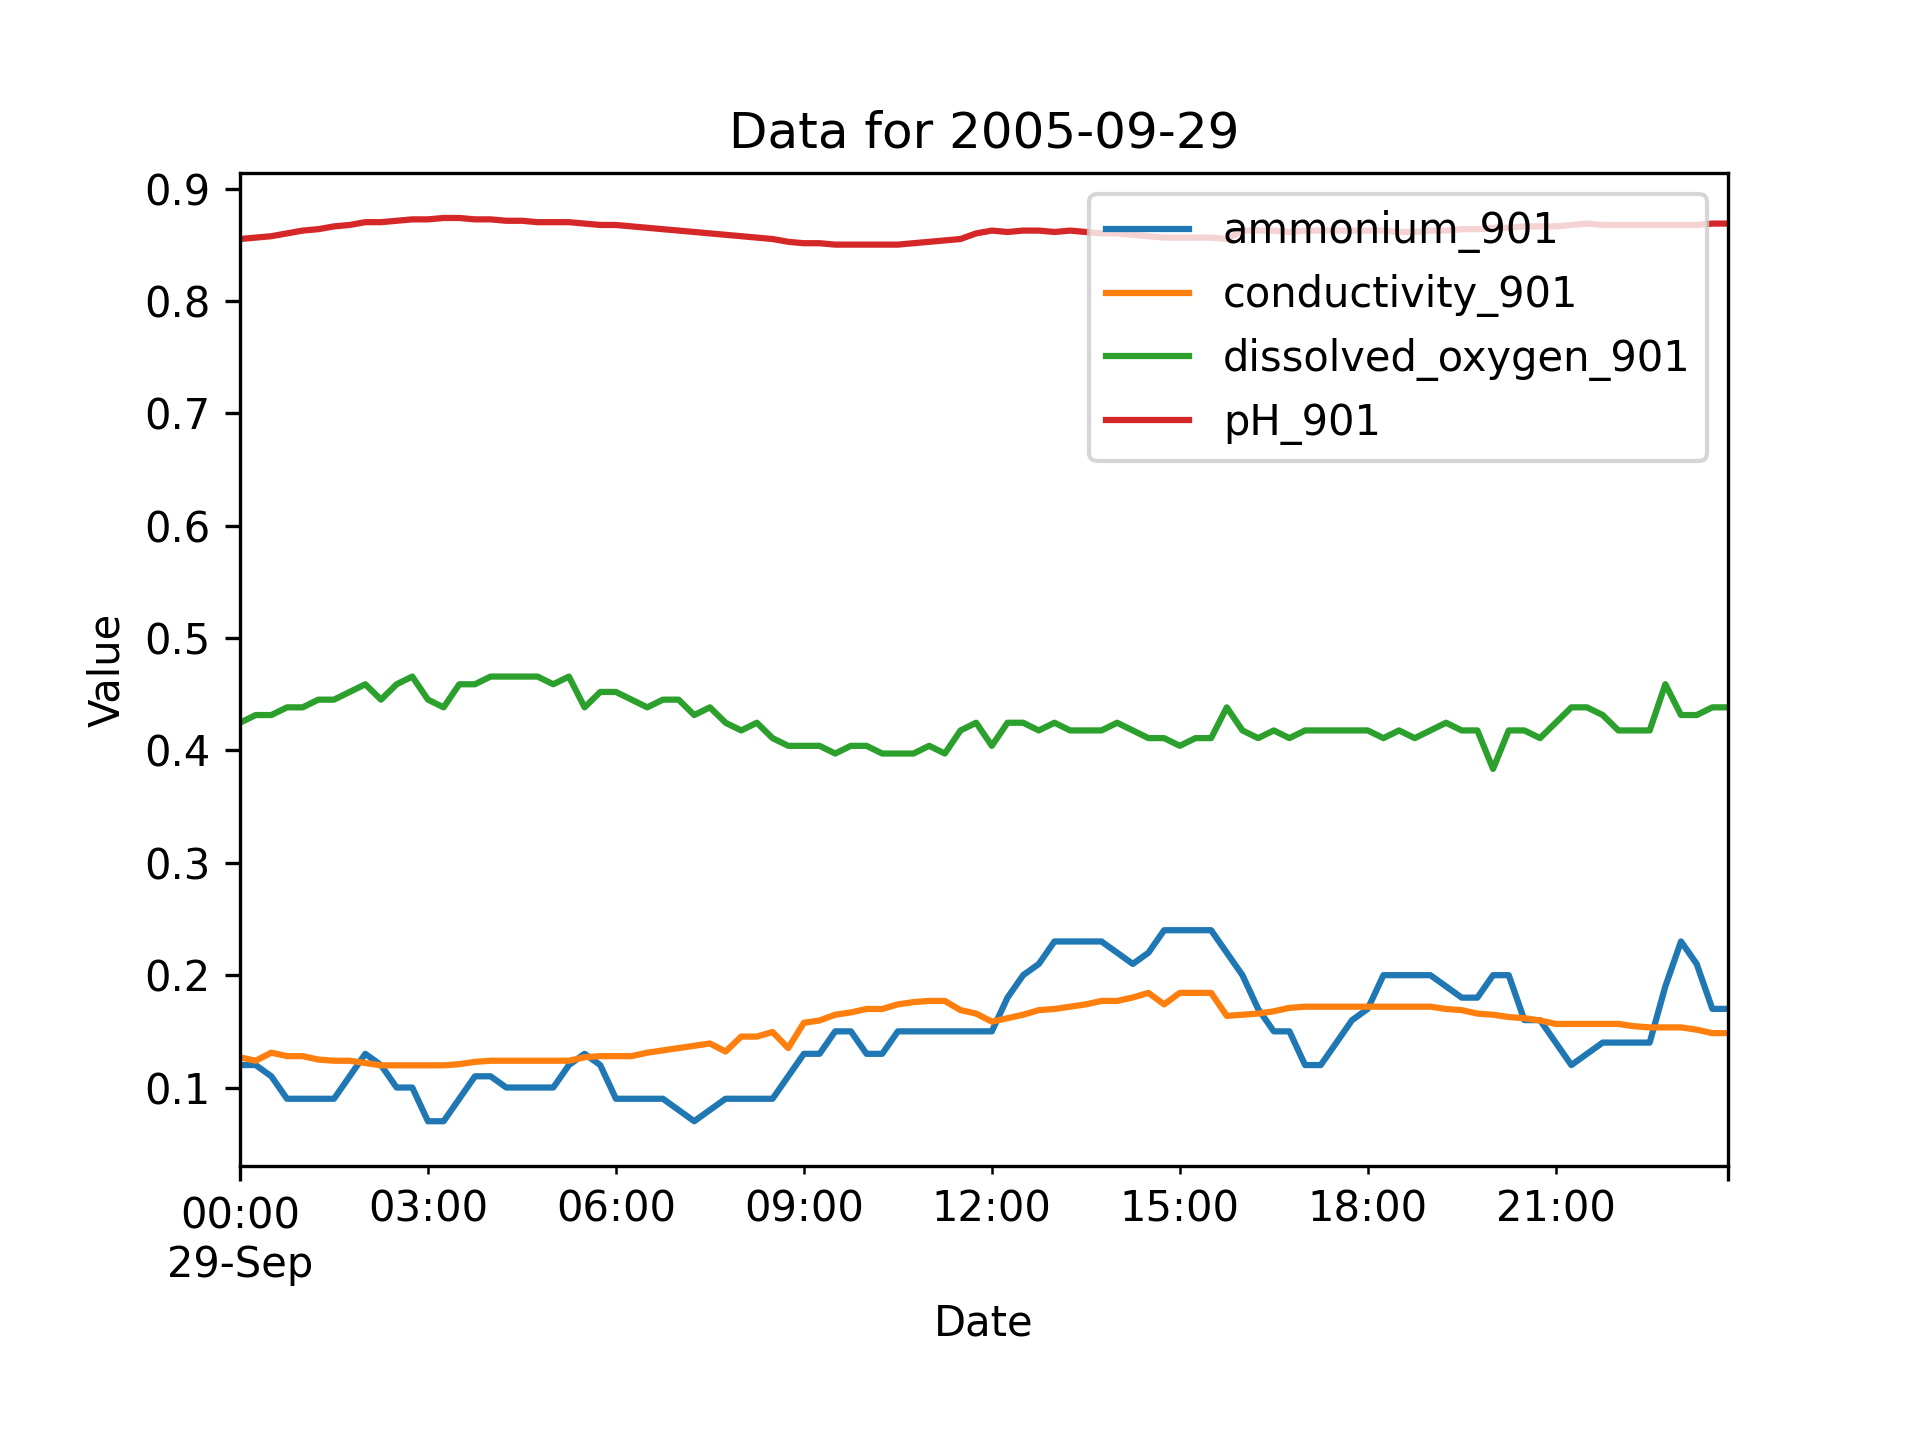 Data for 2005-09-29
0.9
0.8
0.7
0.6
0.5
0.4
0.3
0.2
0.1
Value
ammonium_901
conductivity_901
dissolved_oxygen_901
pH_901
00:00 03:00 06:00 09:00 12:00 15:00 18:00 21:00
29-Sep
Date